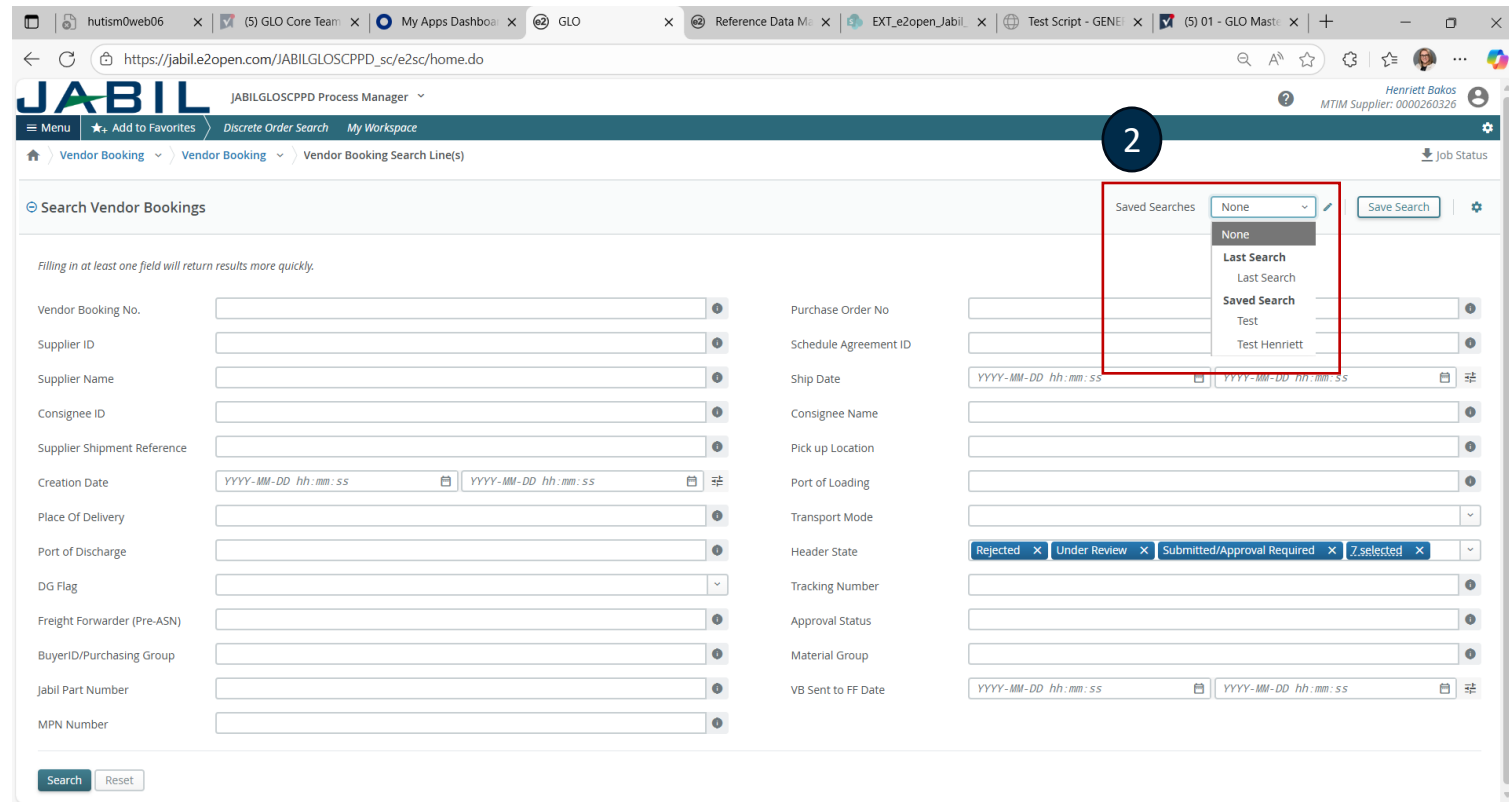 hutism0web06
(5) GLO Core Team
My Apps Dashboa
e2 GLO
e2 Reference Data Ma
EXT_e2open_Jabil_
Test Script - GENE
(5) 01 - GLO Maste
https://jabil.e2open.com/JABILGLOSCPPD_sc/e2sc/home.do
JABIL
JABILGLOSCPPD Process Manager
Henriett Bakos
MTIM Supplier: 0000260326
Menu
Add to Favorites
Discrete Order Search
My Workspace
2
Vendor Booking
Vendor Booking
Vendor Booking Search Line(s)
Job Status
Search Vendor Bookings
Saved Searches
None
Save Search
None
Last Search
Last Search
Saved Search
Test
Test Henriett
Filling in at least one field will return results more quickly.
Vendor Booking No.
Purchase Order No
Supplier ID
Schedule Agreement ID
Supplier Name
Ship Date
YYYY-MM-DD hh:mm:ss
YYYY-MM-DD hh:mm:ss
Consignee ID
Consignee Name
Supplier Shipment Reference
Pick up Location
Creation Date
YYYY-MM-DD hh:mm:ss
YYYY-MM-DD hh:mm:ss
Port of Loading
Place Of Delivery
Transport Mode
Port of Discharge
Header State
Rejected
Under Review
Submitted/Approval Required
7 selected
DG Flag
Tracking Number
Freight Forwarder (Pre-ASN)
Approval Status
BuyerID/Purchasing Group
Material Group
Jabil Part Number
VB Sent to FF Date
YYYY-MM-DD hh:mm:ss
YYYY-MM-DD hh:mm:ss
MPN Number
Search
Reset